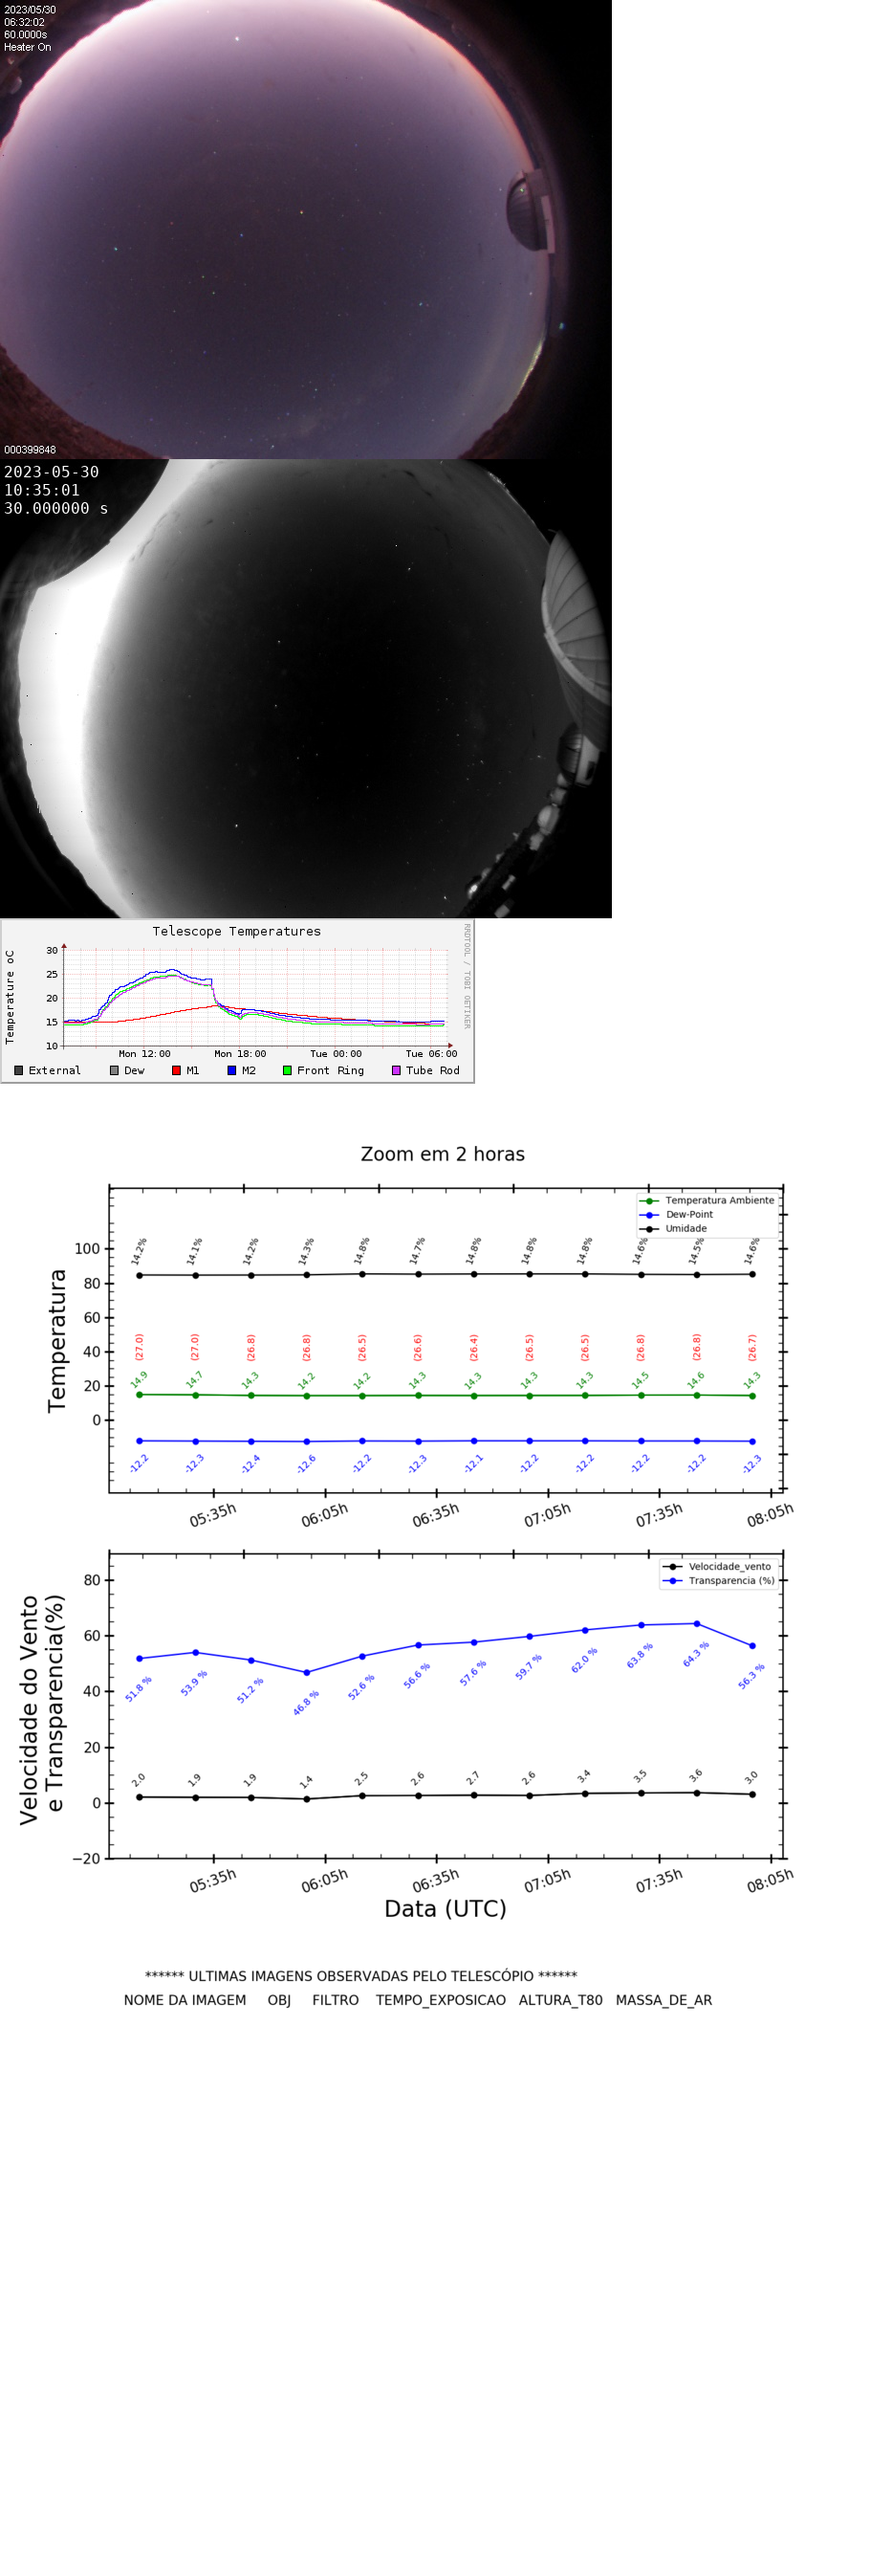 2023/05/30
06:32:02
60.0000s
Heater On
000399848
2023-05-30
10:35:01
30.000000 s
Telescope Temperatures
RRDTOOL / TOBI OETIKER
Temperature oC
30
25
20
15
10
Mon 12:00 Mon 18:00 Tue 00:00 Tue 06:00
External Dew M1 M2 Front Ring Tube Rod
Zoom em 2 horas
Temperatura Ambiente
Dew-Point
Umidade
Temperatura
100
80
60
40
20
0
14.2% 14.1% 14.2% 14.3% 14.8% 14.7% 14.8% 14.8% 14.8% 14.6% 14.5% 14.6%
(27.0) (27.0) (26.8) (26.8) (26.5) (26.6) (26.4) (26.5) (26.5) (26.8) (26.8) (26.7)
14.9 14.7 14.3 14.2 14.2 14.3 14.3 14.3 14.3 14.5 14.6 14.3
-12.2 -12.3 -12.4 -12.6 -12.2 -12.3 -12.1 -12.2 -12.2 -12.2 -12.2 -12.3
05:35h 06:05h 06:35h 07:05h 07:35h 08:05h
Velocidade_vento
Transparencia (%)
Velocidade do Vento
e Transparencia(%)
80
60
40
20
0
−20
51.8 % 53.9 % 51.2 % 46.8 % 52.6 % 56.6 % 57.6 % 59.7 % 62.0 % 63.8 % 64.3 % 56.3 %
2.0 1.9 1.9 1.4 2.5 2.6 2.7 2.6 3.4 3.5 3.6 3.0
05:35h 06:05h 06:35h 07:05h 07:35h 08:05h
Data (UTC)
****** ULTIMAS IMAGENS OBSERVADAS PELO TELESCÓPIO ******
NOME DA IMAGEM OBJ FILTRO TEMPO_EXPOSICAO ALTURA_T80 MASSA_DE_AR